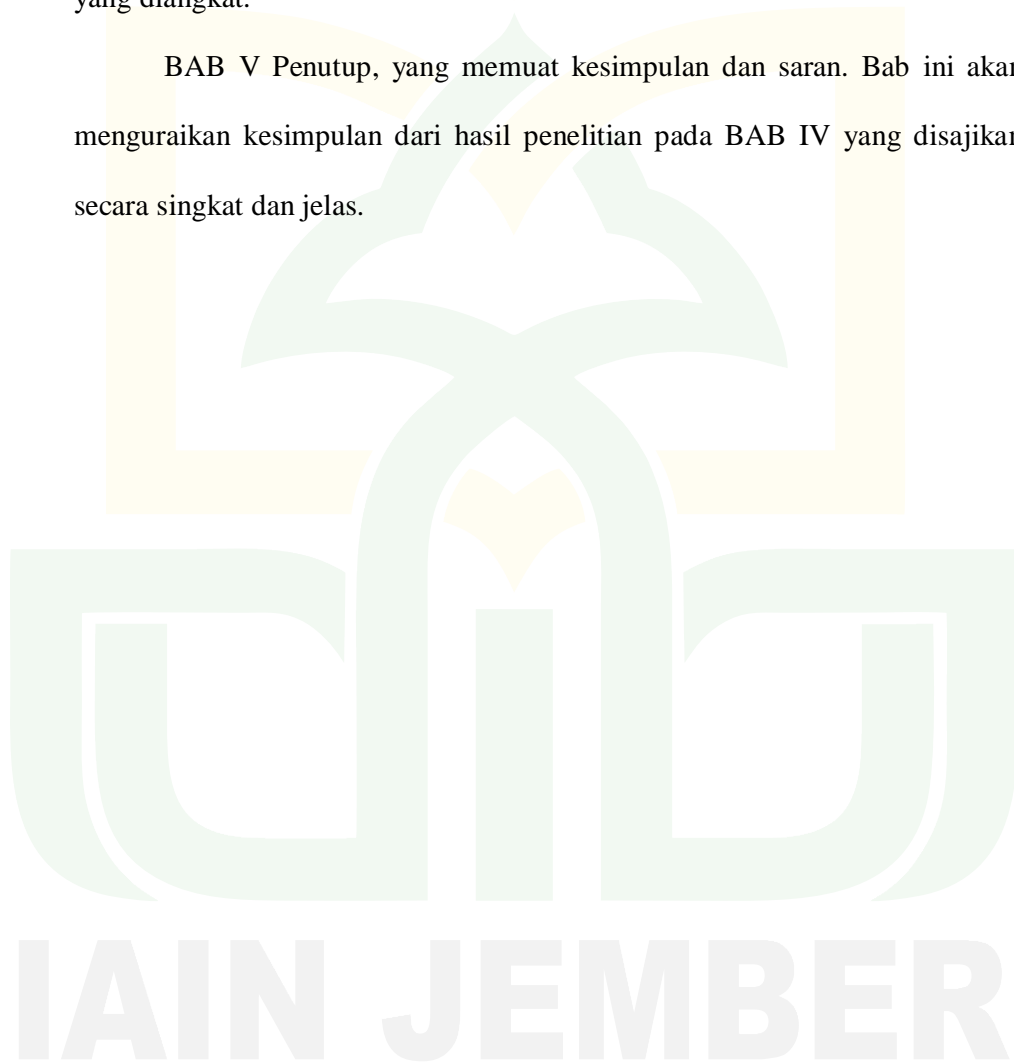 yang diangkat.
BAB V Penutup, yang memuat kesimpulan dan saran. Bab ini akan
menguraikan kesimpulan dari hasil penelitian pada BAB IV yang disajikan
secara singkat dan jelas.
IAIN JEMBER